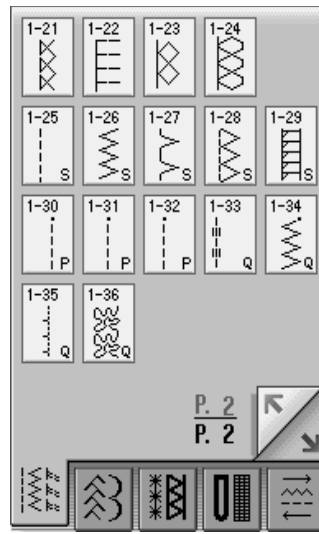 1-21 1-22 1-23 1-24
1-25 1-26 1-27 1-28 1-29
S S S S S
1-30 1-31 1-32 1-33 1-34
P P P Q Q
1-35 1-36
Q Q
P. 2
P. 2